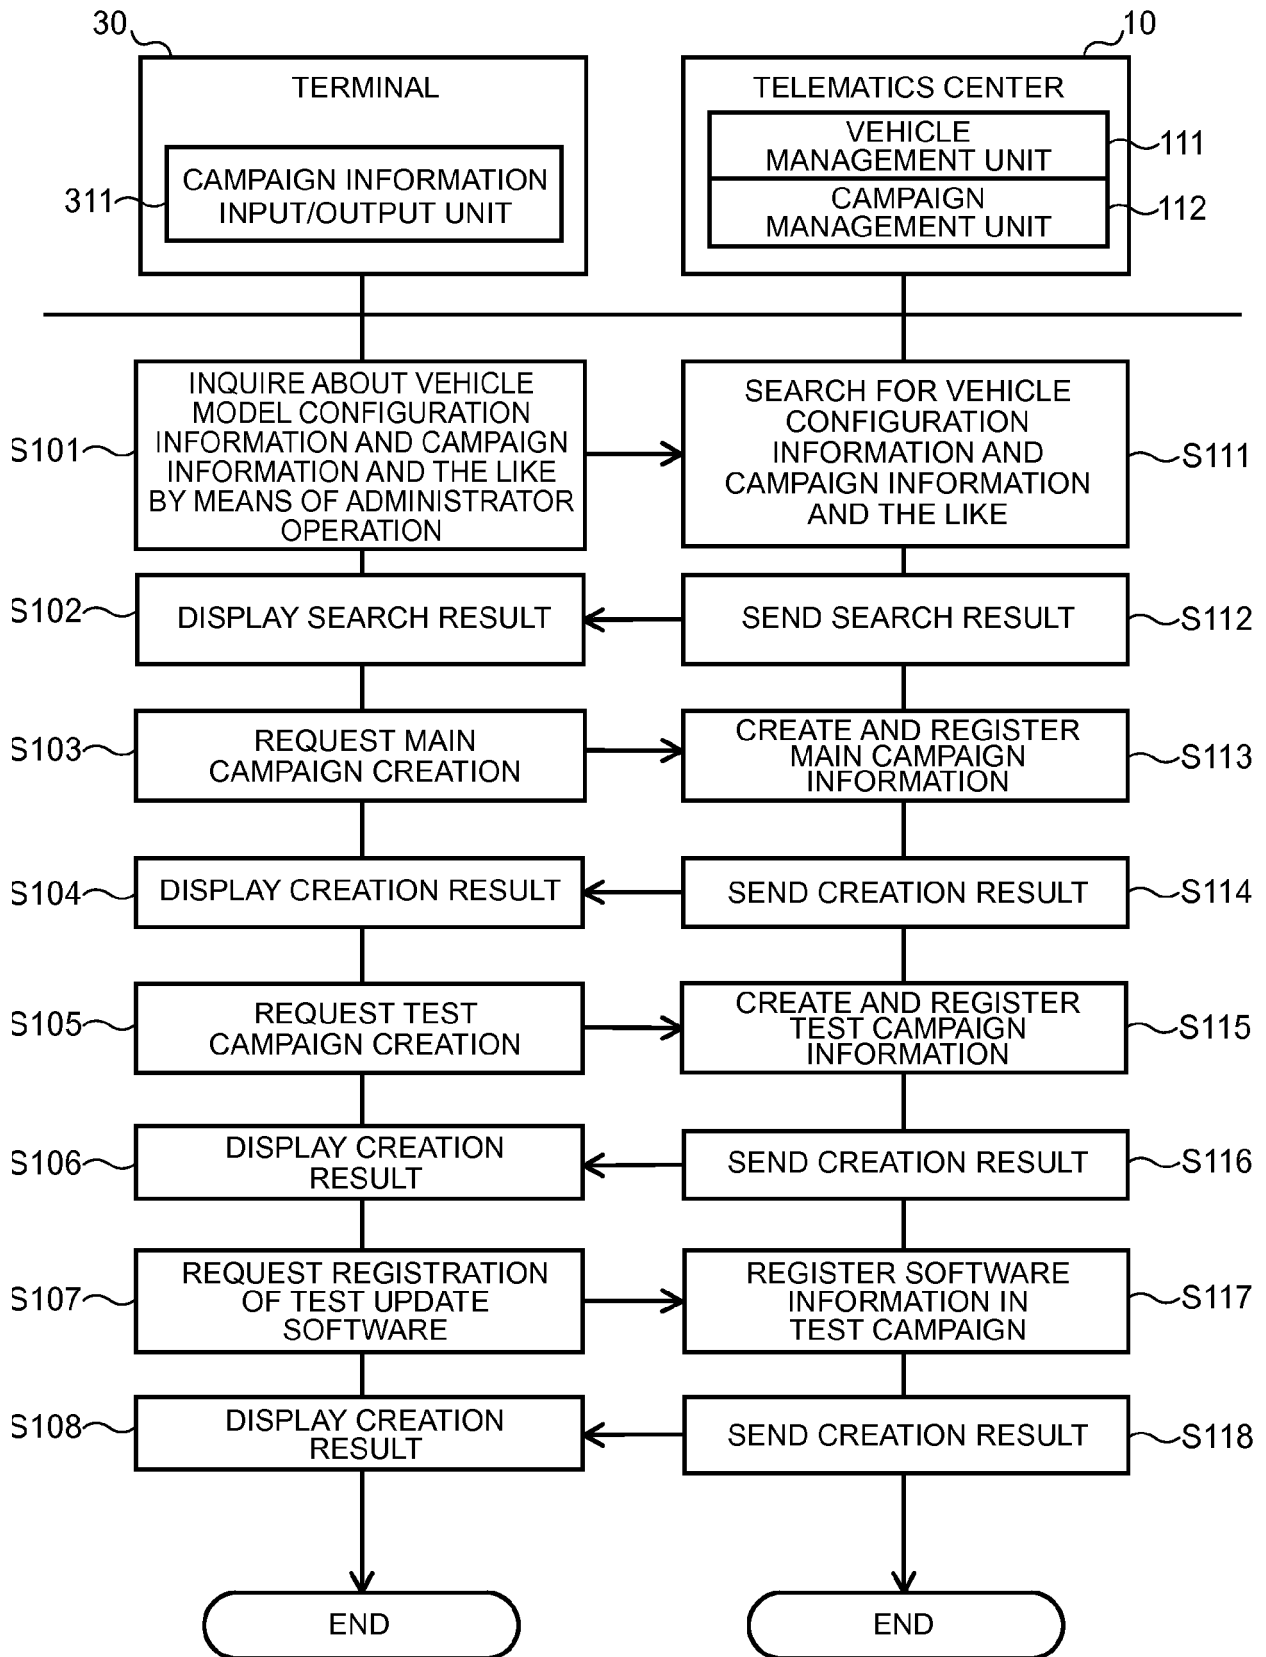 30
10
TERMINAL
TELEMATICS CENTER
VEHICLE
MANAGEMENT UNIT
111
CAMPAIGN INFORMATION
INPUT/OUTPUT UNIT
311
CAMPAIGN
MANAGEMENT UNIT
112
S101
INQUIRE ABOUT VEHICLE
MODEL CONFIGURATION
INFORMATION AND CAMPAIGN
INFORMATION AND THE LIKE
BY MEANS OF ADMINISTRATOR
OPERATION
SEARCH FOR VEHICLE
CONFIGURATION
INFORMATION AND
CAMPAIGN INFORMATION
AND THE LIKE
S111
S102
DISPLAY SEARCH RESULT
SEND SEARCH RESULT
S112
S103
REQUEST MAIN
CAMPAIGN CREATION
CREATE AND REGISTER
MAIN CAMPAIGN
INFORMATION
S113
S104
DISPLAY CREATION RESULT
SEND CREATION RESULT
S114
S105
REQUEST TEST
CAMPAIGN CREATION
CREATE AND REGISTER
TEST CAMPAIGN
INFORMATION
S115
S106
DISPLAY CREATION
RESULT
SEND CREATION RESULT
S116
S107
REQUEST REGISTRATION
OF TEST UPDATE
SOFTWARE
REGISTER SOFTWARE
INFORMATION IN
TEST CAMPAIGN
S117
S108
DISPLAY CREATION
RESULT
SEND CREATION RESULT
S118
END
END